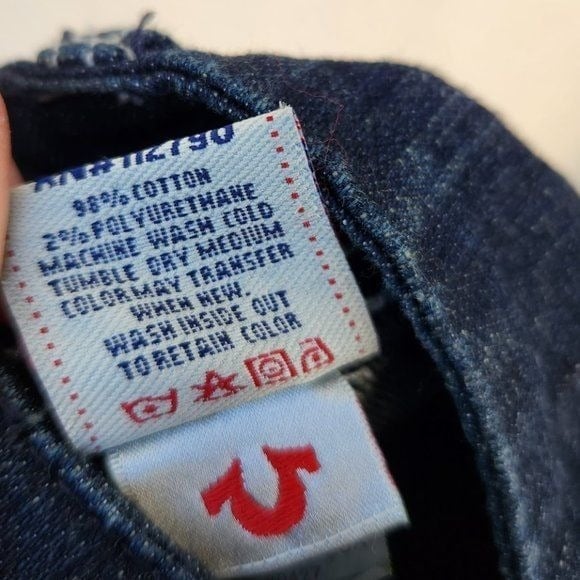 RN# 112790
98% COTTON
2% POLYURETHANE
MACHINE WASH COLD
TUMBLE DRY MEDIUM
COLOR MAY TRANSFER
WHEN NEW
WASH INSIDE OUT
TO RETAIN COLOR